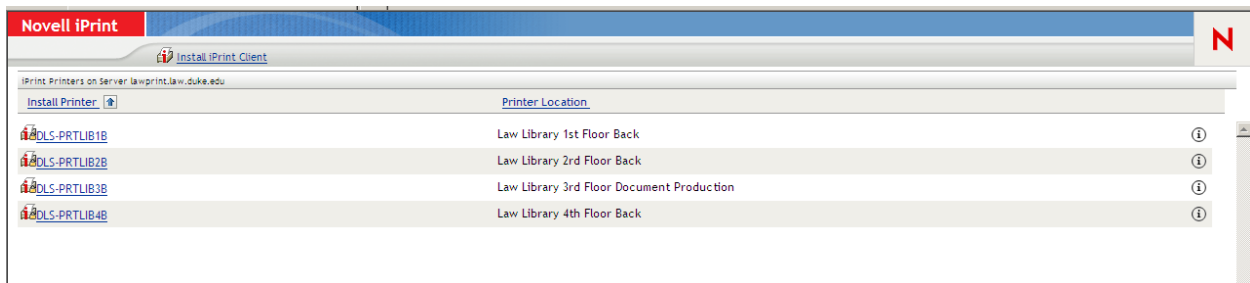 Novell iPrint
N
Install iPrint Client
iPrint Printers on Server lawprint.law.duke.edu
Install Printer Printer Location
DLS-PRTLIB1B Law Library 1st Floor Back
DLS-PRTLIB2B Law Library 2rd Floor Back
DLS-PRTLIB3B Law Library 3rd Floor Document Production
DLS-PRTLIB4B Law Library 4th Floor Back